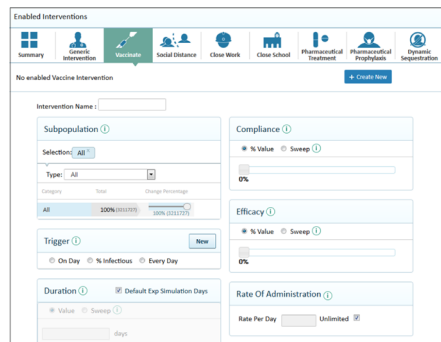 Enabled Interventions
Summary
Generic Intervention
Vaccinate
Social Distance
Close Work
Close School
Pharmaceutical Treatment
Pharmaceutical Prophylaxis
Dynamic Sequestration
No enabled Vaccine Intervention
+ Create New
Intervention Name :
Subpopulation i
Selection: All x
Type: All
Category Total Change Percentage
All 100% (3211727) 100% (3211727)
Trigger i New
On Day % Infectious Every Day
Duration i Default Exp Simulation Days
Value Sweep i
days
Compliance i
% Value Sweep i
0%
Efficacy i
% Value Sweep i
0%
Rate Of Administration i
Rate Per Day Unlimited